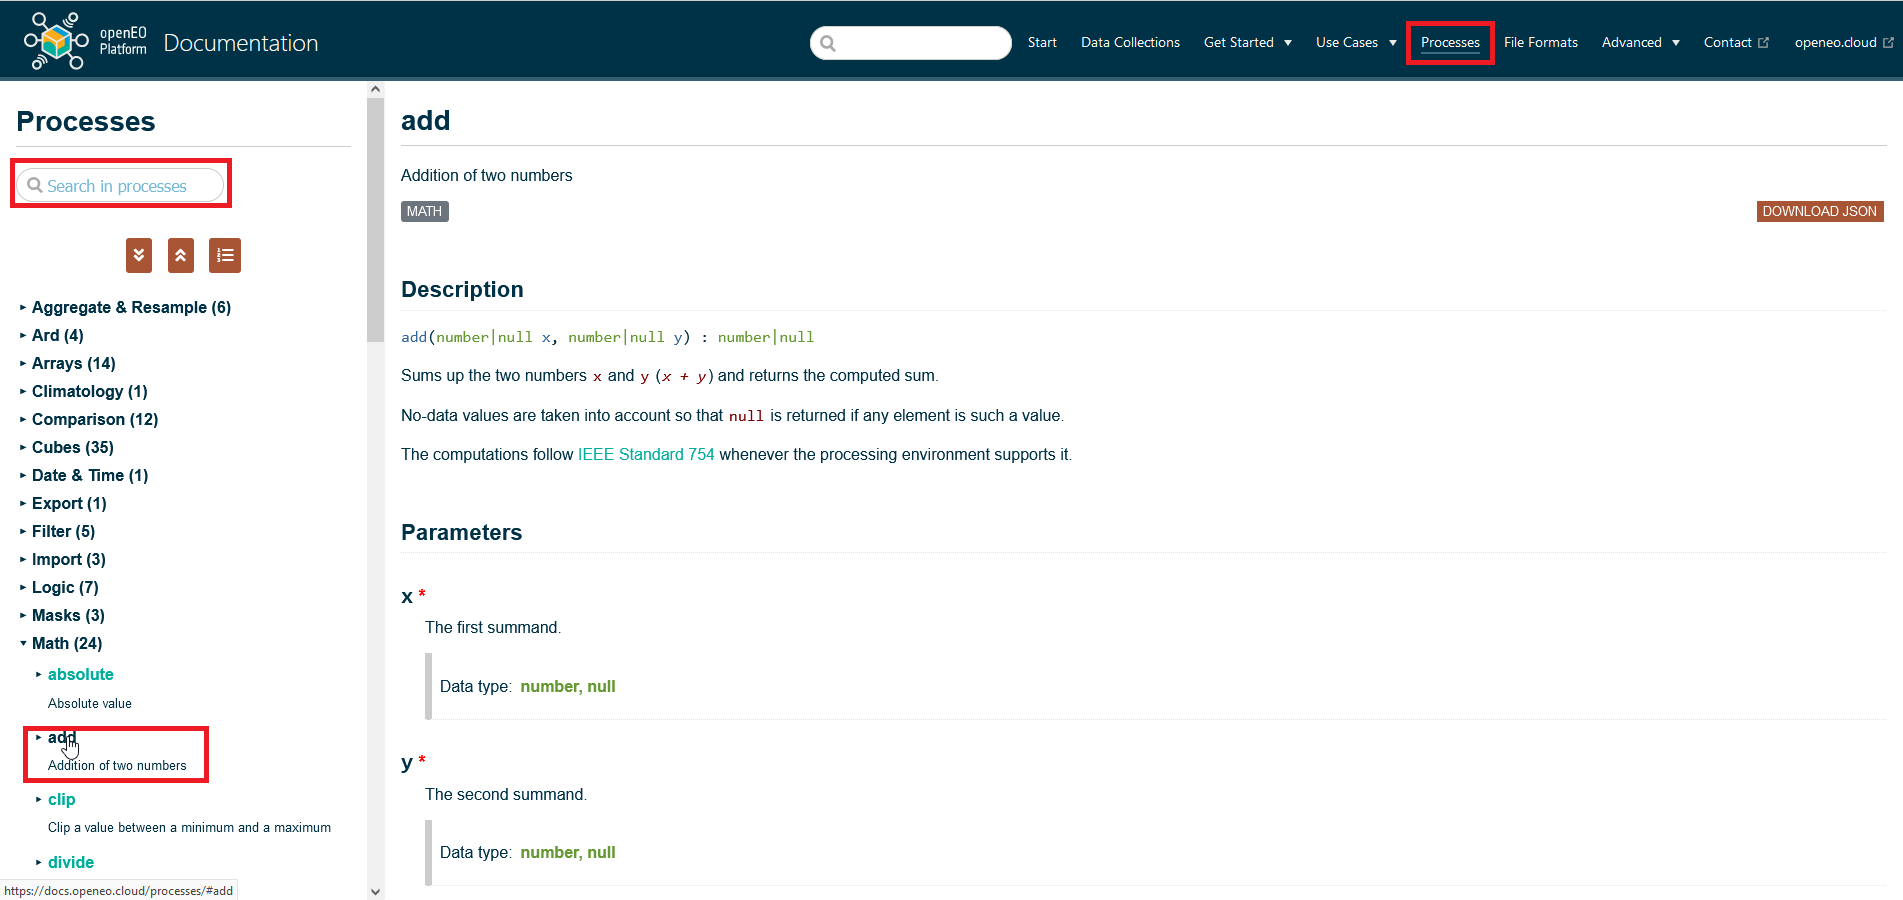 openEO
Platform
Documentation
Start Data Collections Get Started Use Cases Processes File Formats Advanced Contact openeo.cloud
Processes
Search in processes
Aggregate & Resample (6)
Ard (4)
Arrays (14)
Climatology (1)
Comparison (12)
Cubes (35)
Date & Time (1)
Export (1)
Filter (5)
Import (3)
Logic (7)
Masks (3)
Math (24)
absolute
Absolute value
add
Addition of two numbers
clip
Clip a value between a minimum and a maximum
divide
https://docs.openeo.cloud/processes/#add
add
Addition of two numbers
MATH
DOWNLOAD JSON
Description
add(number|null x, number|null y) : number|null
Sums up the two numbers x and y (x + y) and returns the computed sum.
No-data values are taken into account so that null is returned if any element is such a value.
The computations follow IEEE Standard 754 whenever the processing environment supports it.
Parameters
x *
The first summand.
Data type: number, null
y *
The second summand.
Data type: number, null